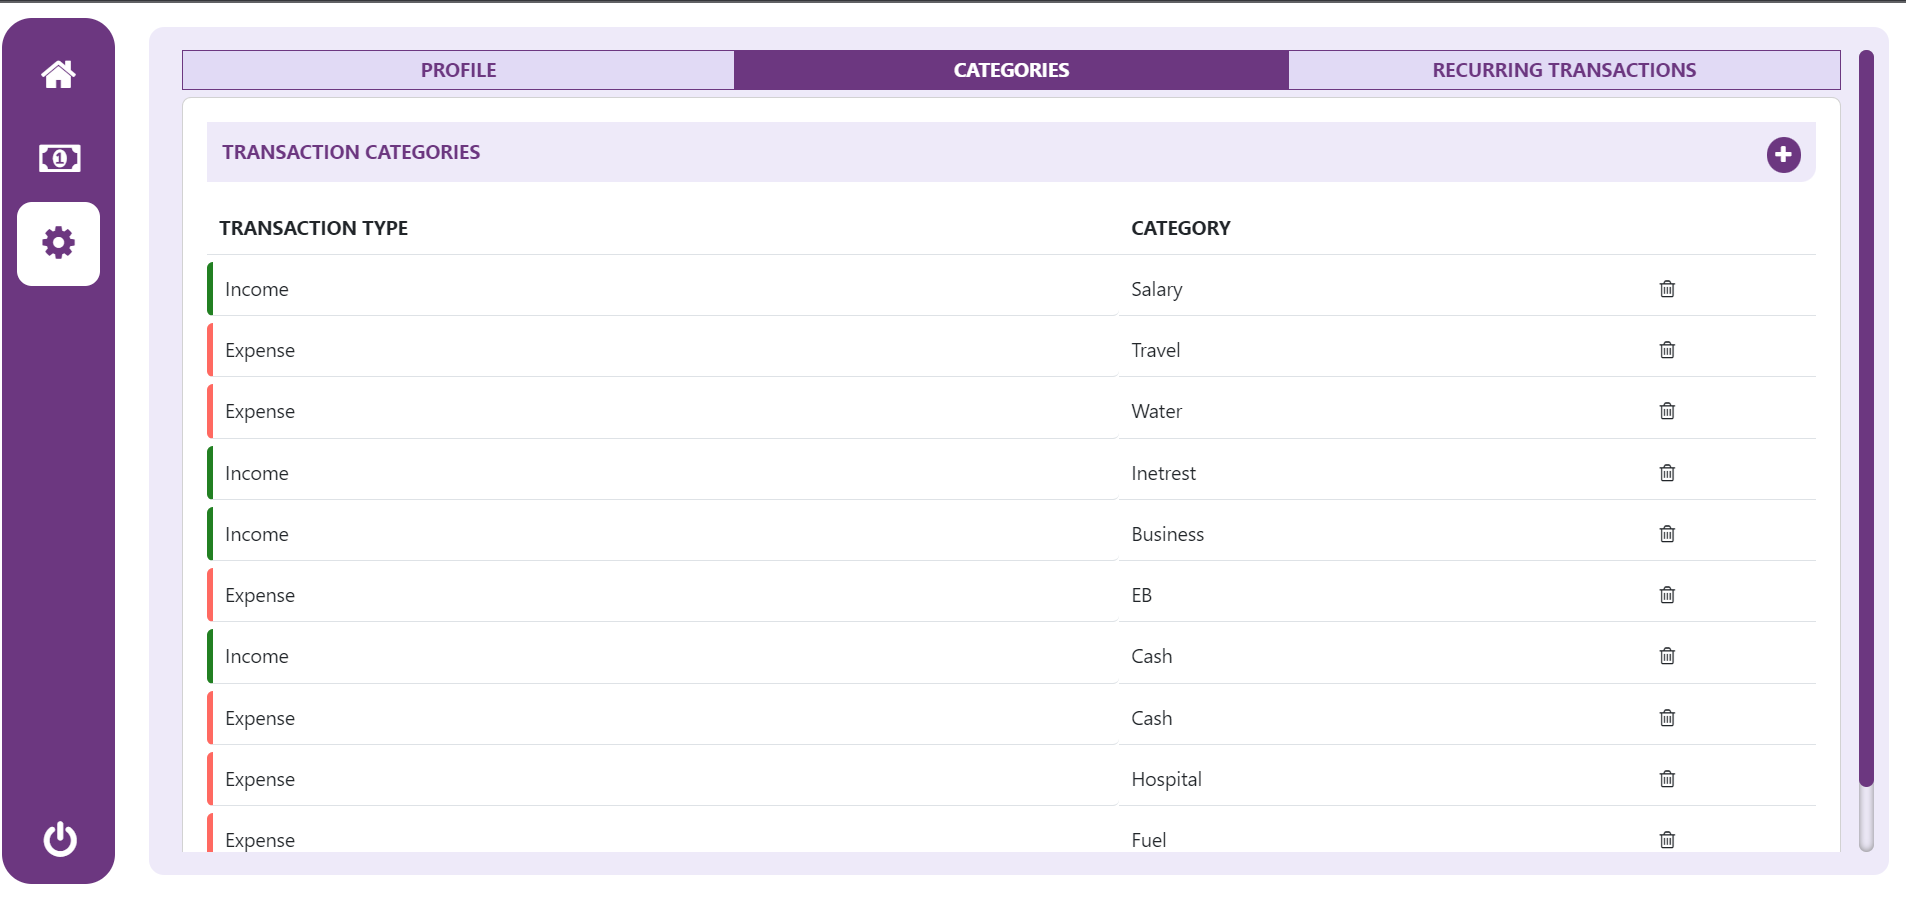 PROFILE CATEGORIES RECURRING TRANSACTIONS
TRANSACTION CATEGORIES
TRANSACTION TYPE CATEGORY
Income Salary
Expense Travel
Expense Water
Income Inetrest
Income Business
Expense EB
Income Cash
Expense Cash
Expense Hospital
Expense Fuel